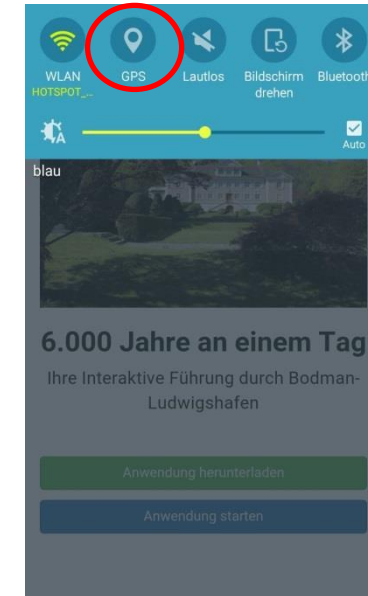 WLAN GPS Lautlos Bildschirm drehen Bluetooth
HOTSPOT_...
A
Auto
blau
6.000 Jahre an einem Tag
Ihre Interaktive Führung durch Bodman-
Ludwigshafen
Anwendung herunterladen
Anwendung starten